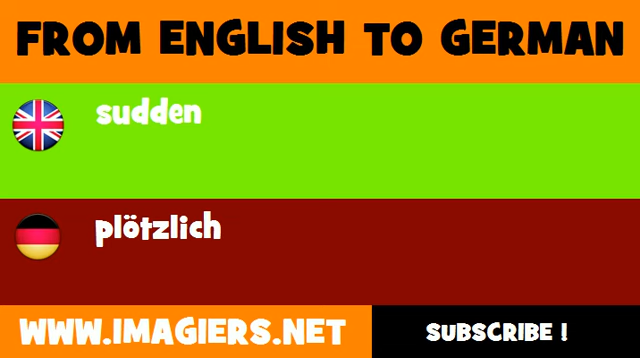 FROM ENGLISH TO GERMAN
sudden
plötzlich
WWW.IMAGIERS.NET
SUBSCRIBE !